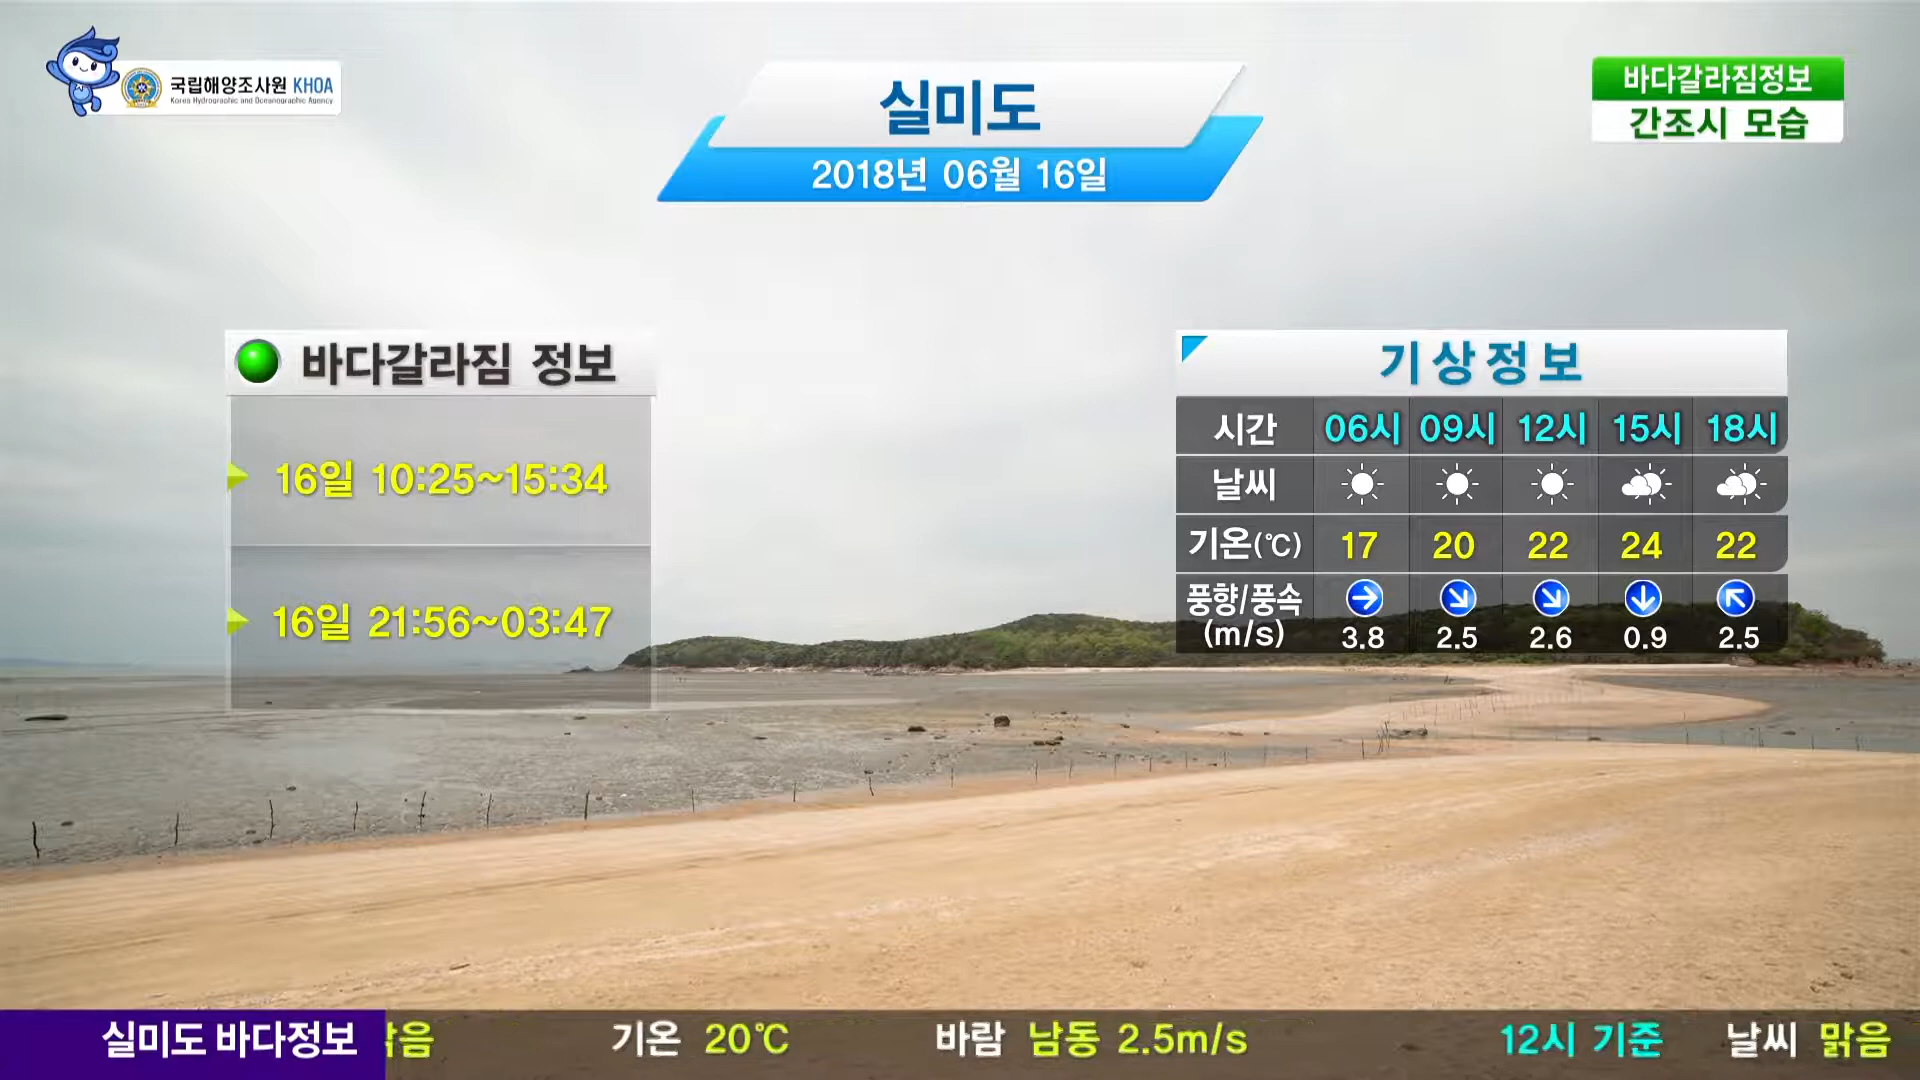 국립해양조사원 KHOA
Korea Hydrographic and Oceanographic Agency
실미도
2018년 06월 16일
바다갈라짐정보
간조시 모습
바다갈라짐 정보
16일 10:25~15:34
16일 21:56~03:47
기상정보
시간 06시 09시 12시 15시 18시
날씨
기온(℃) 17 20 22 24 22
풍향/풍속
(m/s) 3.8 2.5 2.6 0.9 2.5
실미도 바다정보 음 기온 20℃ 바람 남동 2.5m/s 12시 기준 날씨 맑음